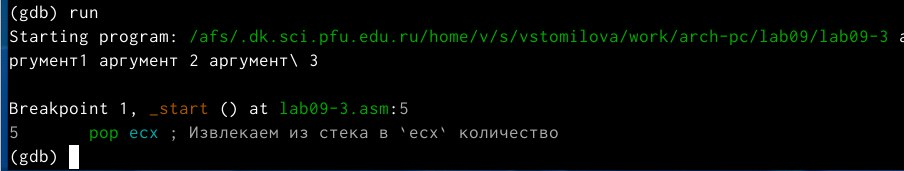 (gdb) run
Starting program: /afs/.dk.sci.pfu.edu.ru/home/v/s/vstomilova/work/arch-pc/lab09/lab09-3 а
ргумент1 аргумент 2 аргумент\ 3
Breakpoint 1, _start () at lab09-3.asm:5
5 pop ecx ; Извлекаем из стека в `ecx` количество
(gdb)